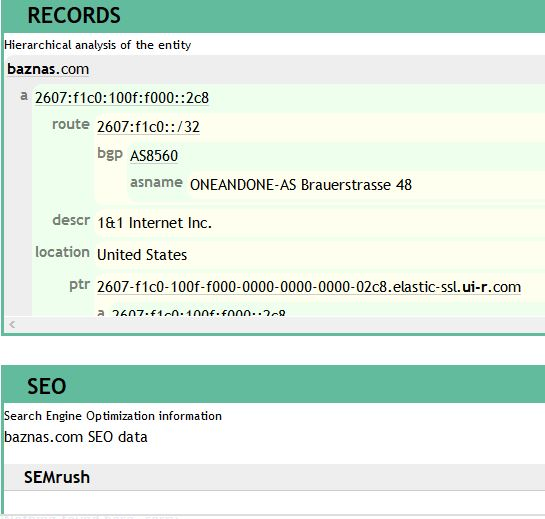 RECORDS
Hierarchical analysis of the entity
baznas.com
a 2607:f1c0:100f:f000::2c8
route 2607:f1c0::/32
bgp AS8560
asname ONEANDONE-AS Brauerstrasse 48
descr 1&1 Internet Inc.
location United States
ptr 2607-f1c0-100f-f000-0000-0000-0000-02c8.elastic-ssl.ui-r.com
a 2607:f1c0:100f:f000::2c8
SEO
Search Engine Optimization information
baznas.com SEO data
SEMrush